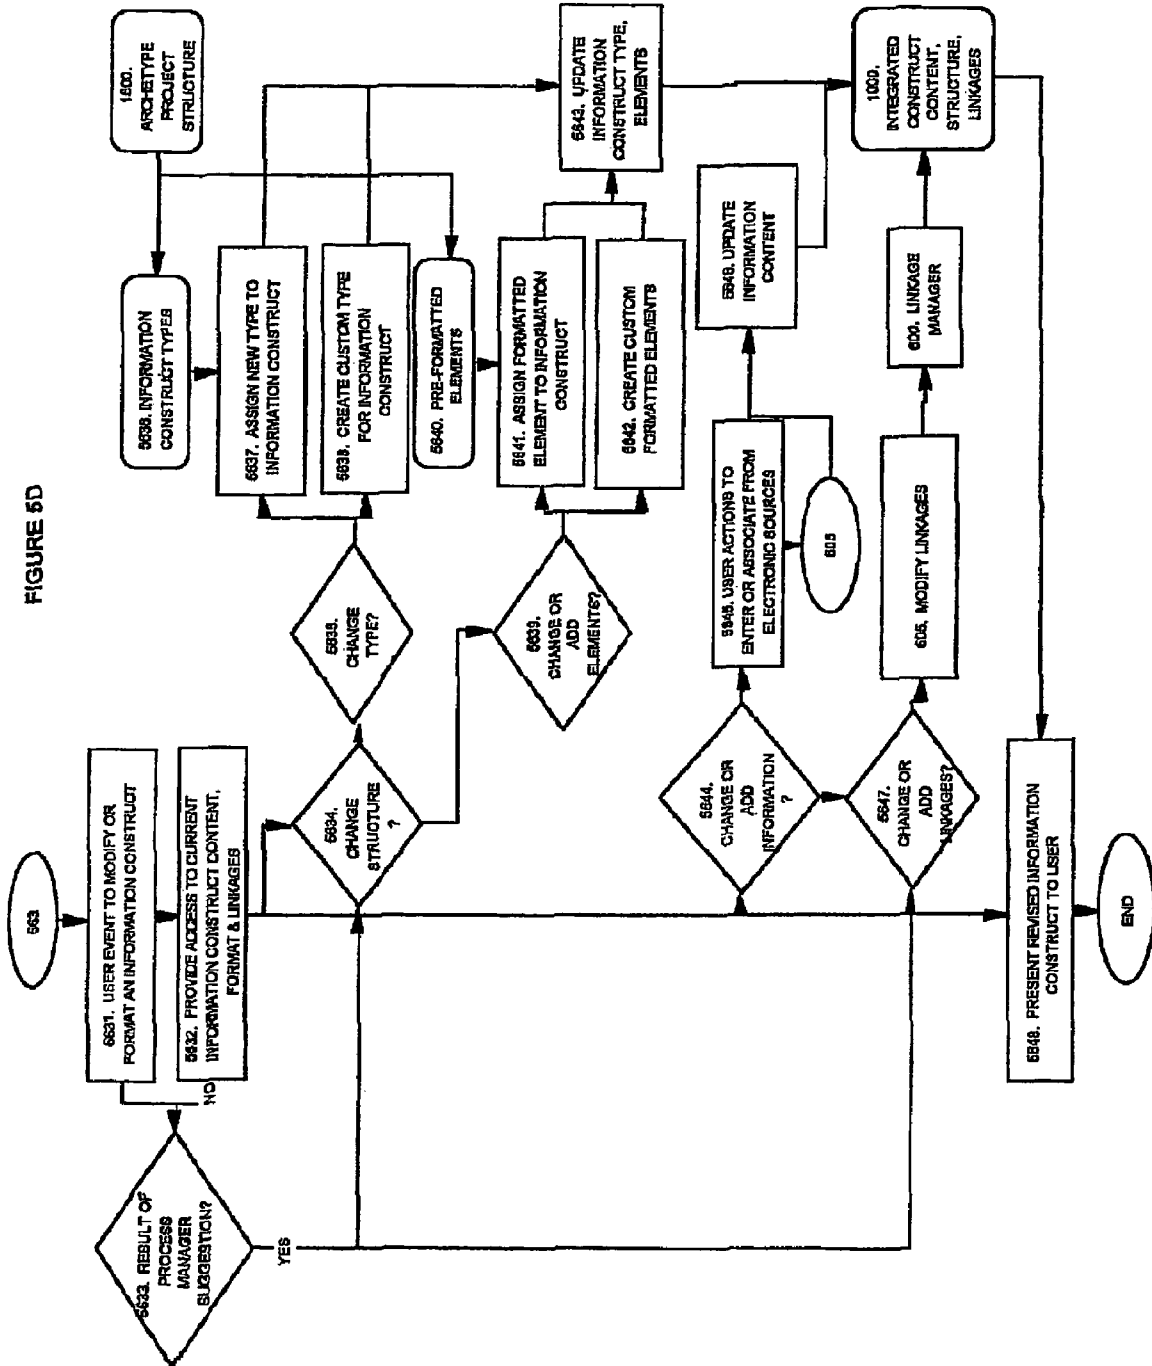 FIGURE 5D
563
5631. USER EVENT TO MODIFY OR
FORMAT AN INFORMATION CONSTRUCT
5632. PROVIDE ACCESS TO CURRENT
INFORMATION CONSTRUCT CONTENT,
FORMAT & LINKAGES
NO
5633. RESULT OF
PROCESS
MANAGER
SUGGESTION?
YES
5634.
CHANGE
STRUCTURE
?
5635.
CHANGE
TYPE?
5636. INFORMATION
CONSTRUCT TYPES
5637. ASSIGN NEW TYPE TO
INFORMATION CONSTRUCT
5638. CREATE CUSTOM TYPE
FOR INFORMATION
CONSTRUCT
1500.
ARCHETYPE
PROJECT
STRUCTURE
5639.
CHANGE OR
ADD
ELEMENTS?
5640. PRE-FORMATTED
ELEMENTS
5641. ASSIGN FORMATTED
ELEMENT TO INFORMATION
CONSTRUCT
5642. CREATE CUSTOM
FORMATTED ELEMENTS
5643. UPDATE
INFORMATION
CONSTRUCT TYPE,
ELEMENTS
5644.
CHANGE OR
ADD
INFORMATION
?
5645. USER ACTIONS TO
ENTER OR ASSOCIATE FROM
ELECTRONIC SOURCES
605
5646. UPDATE
INFORMATION
CONTENT
5647.
CHANGE OR
ADD
LINKAGES?
605. MODIFY LINKAGES
600. LINKAGE
MANAGER
1000.
INTEGRATED
CONSTRUCT
CONTENT,
STRUCTURE,
LINKAGES
5648. PRESENT REVISED INFORMATION
CONSTRUCT TO USER
END